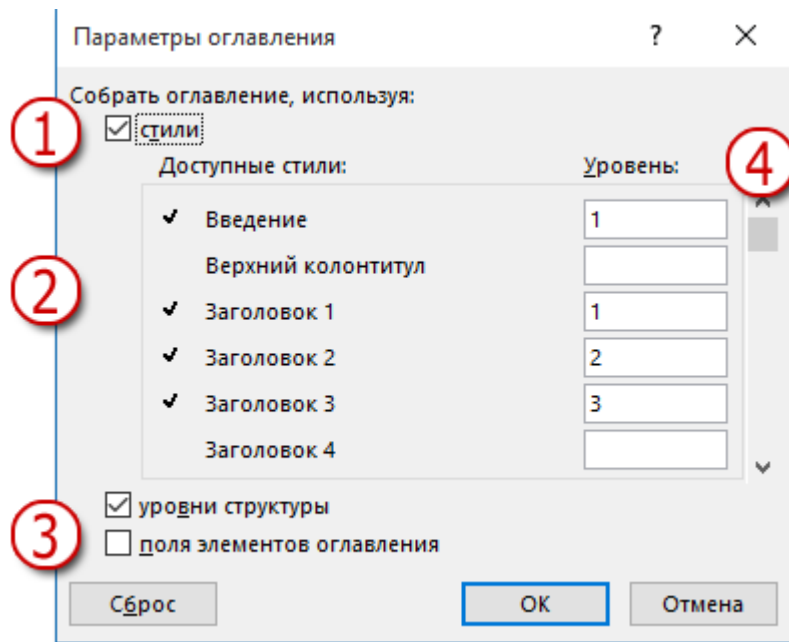 Параметры оглавления ?
Собрать оглавление, используя:
1 стили
Доступные стили: Уровень: 4
Введение 1
Верхний колонтитул
2
Заголовок 1 1
Заголовок 2 2
Заголовок 3 3
Заголовок 4
уровни структуры
3
поля элементов оглавления
Сброс ОК Отмена